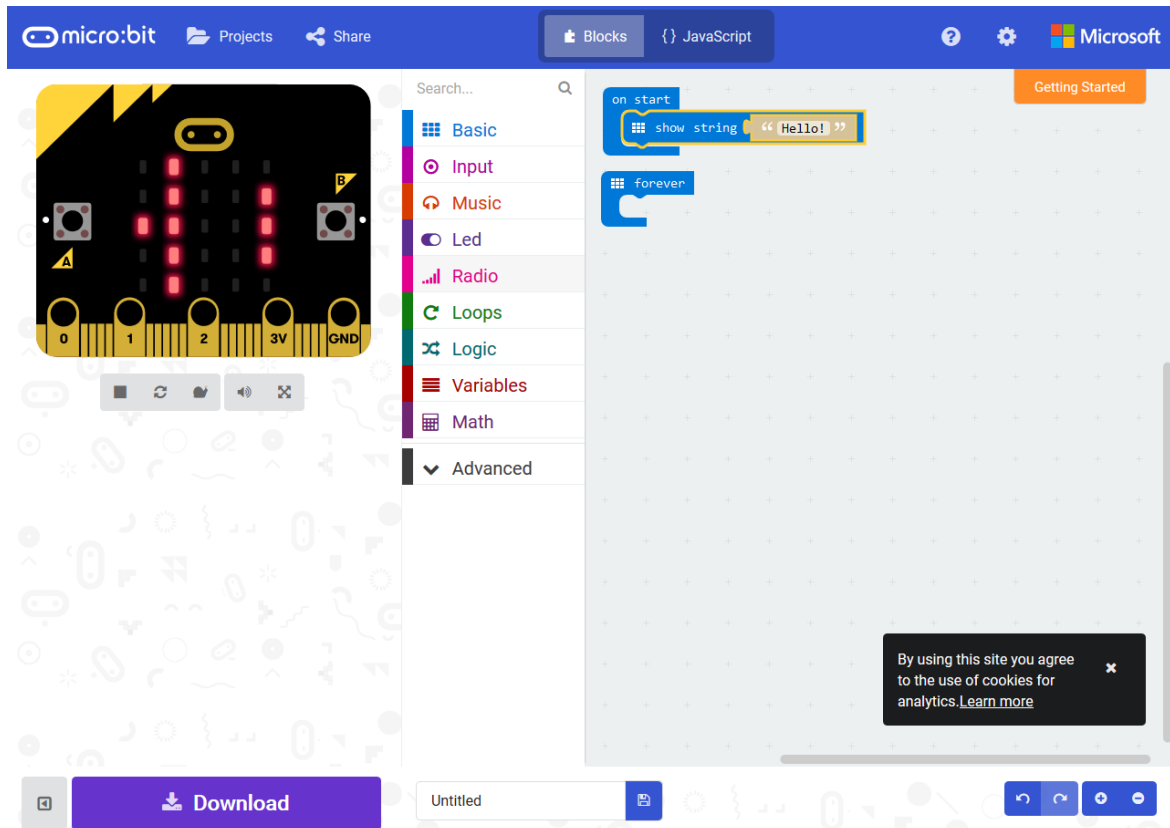 micro:bit
Projects
Share
Blocks
{} JavaScript
Microsoft
B
A
0
1
2
3V
GND
Search...
Basic
Input
Music
Led
Radio
Loops
Logic
Variables
Math
Advanced
on start
show string “ Hello! ”
forever
Getting Started
By using this site you agree
to the use of cookies for
analytics.Learn more
Download
Untitled